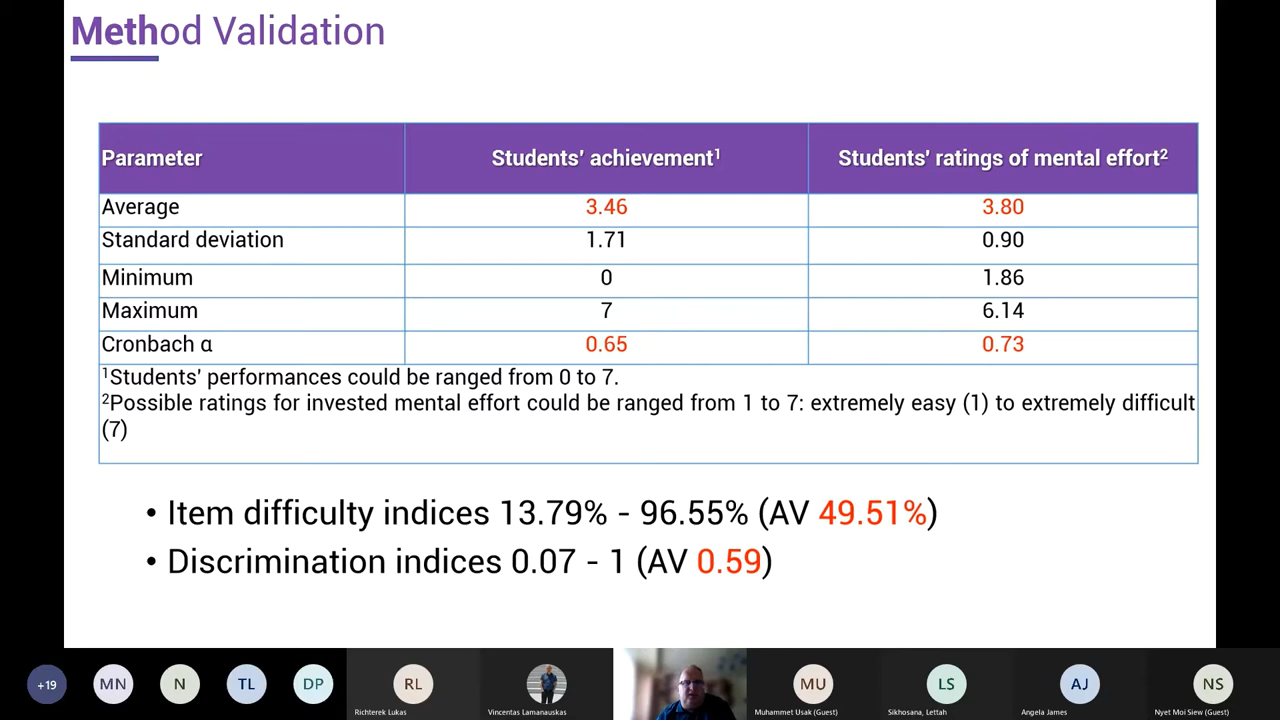 Method Validation
Parameter Students' achievement¹ Students' ratings of mental effort²
Average 3.46 3.80
Standard deviation 1.71 0.90
Minimum 0 1.86
Maximum 7 6.14
Cronbach α 0.65 0.73
¹Students' performances could be ranged from 0 to 7.
²Possible ratings for invested mental effort could be ranged from 1 to 7: extremely easy (1) to extremely difficult
(7)
• Item difficulty indices 13.79% - 96.55% (AV 49.51%)
• Discrimination indices 0.07 - 1 (AV 0.59)
+19 MN N TL DP RL MU LS AJ NS
Richterek Lukas Vincentas Lamanauskas Muhammet Usak (Guest) Sikhosana, Lettah Angela James Nyet Moi Siew (Guest)